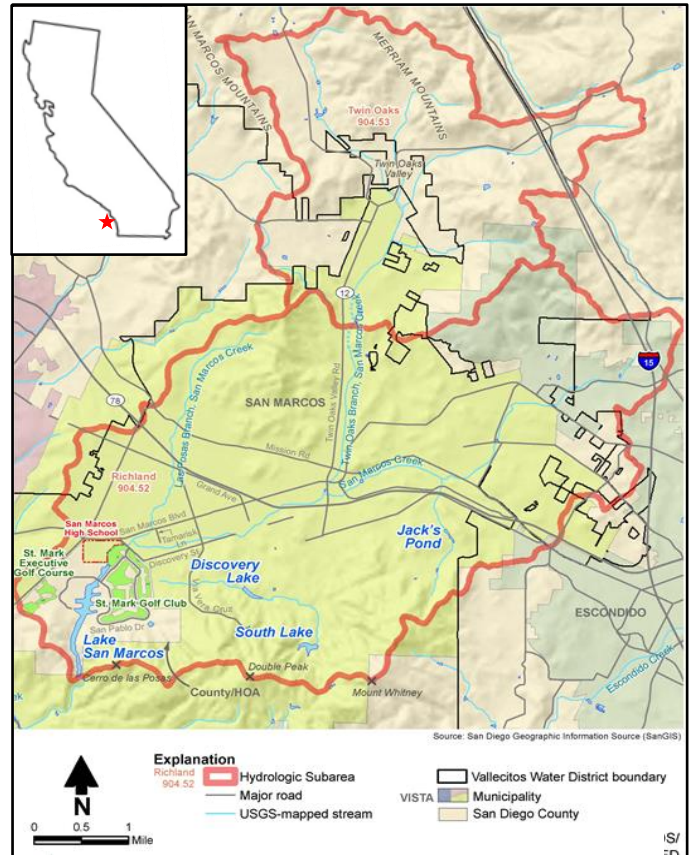 SAN MARCOS MOUNTAINS
MERRIAM MOUNTAINS
Twin Oaks
904.53
Twin Oaks
Valley
12
15
78
Las Posas Branch, San Marcos Creek
SAN MARCOS
Twin Oaks Valley Rd
Twin Oaks Branch, San Marcos Creek
Mission Rd
San Marcos Creek
Richland
904.52
Grand Ave
San Marcos Blvd
San Marcos
High School
Tamarisk
Ln
Discovery St
Jack's
Pond
St. Mark
Executive
Golf Course
Discovery
Lake
St. Mark Golf Club
Via Vera Cruz
ESCONDIDO
San Pablo Dr
South Lake
Lake
San Marcos
Double Peak
Cerro de las Posas
County/HOA
Mount Whitney
Escondido Creek
Source: San Diego Geographic Information Source (SanGIS)
Explanation
Richland
904.52
Hydrologic Subarea
Major road
USGS-mapped stream
Vallecitos Water District boundary
VISTA
Municipality
San Diego County
N
0 .5 1
Mile